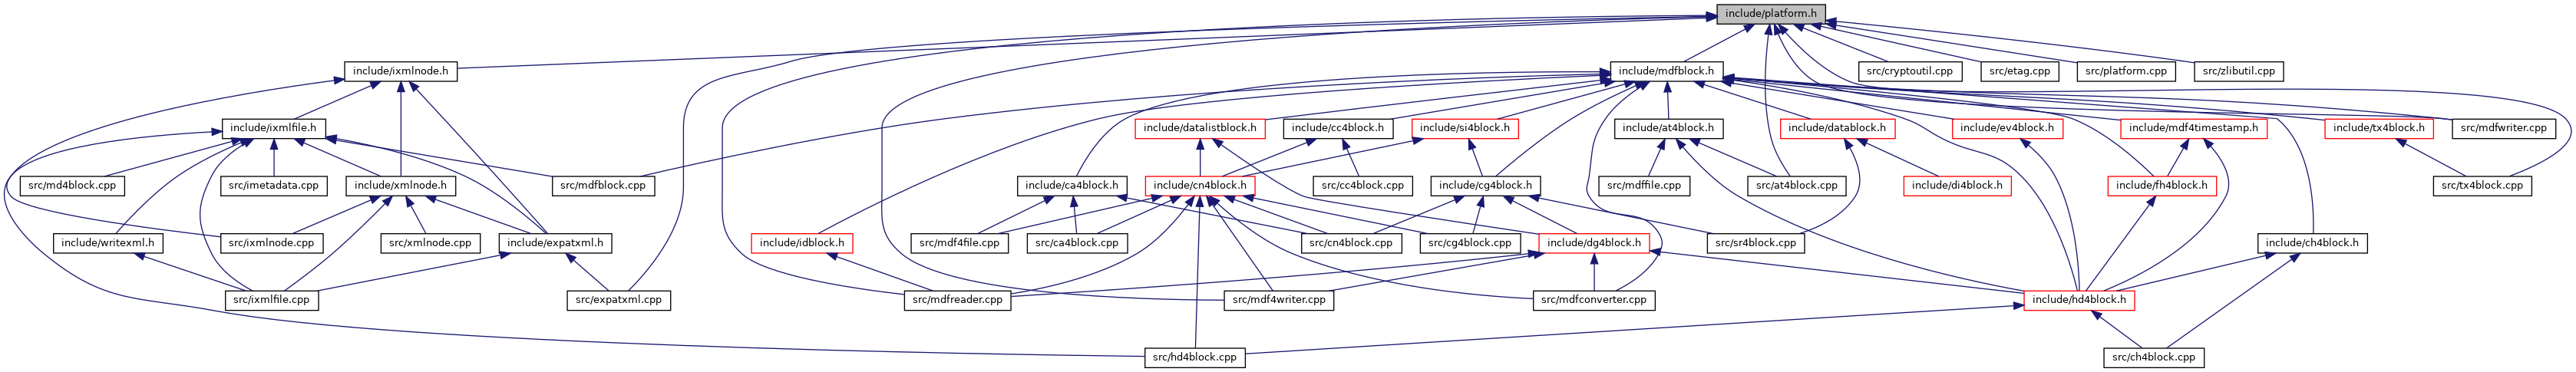 include/platform.h
include/ixmlnode.h
include/mdfblock.h
src/cryptoutil.cpp
src/etag.cpp
src/platform.cpp
src/zlibutil.cpp
include/ixmlfile.h
include/datalistblock.h
include/cc4block.h
include/si4block.h
include/at4block.h
include/datablock.h
include/ev4block.h
include/mdf4timestamp.h
include/tx4block.h
src/mdfwriter.cpp
src/md4block.cpp
src/imetadata.cpp
include/xmlnode.h
src/mdfblock.cpp
include/ca4block.h
include/cn4block.h
src/cc4block.cpp
include/cg4block.h
src/mdffile.cpp
src/at4block.cpp
include/di4block.h
include/fh4block.h
src/tx4block.cpp
include/writexml.h
src/ixmlnode.cpp
src/xmlnode.cpp
include/expatxml.h
include/idblock.h
src/mdf4file.cpp
src/ca4block.cpp
src/cn4block.cpp
src/cg4block.cpp
include/dg4block.h
src/sr4block.cpp
include/ch4block.h
src/ixmlfile.cpp
src/expatxml.cpp
src/mdfreader.cpp
src/mdf4writer.cpp
src/mdfconverter.cpp
include/hd4block.h
src/hd4block.cpp
src/ch4block.cpp